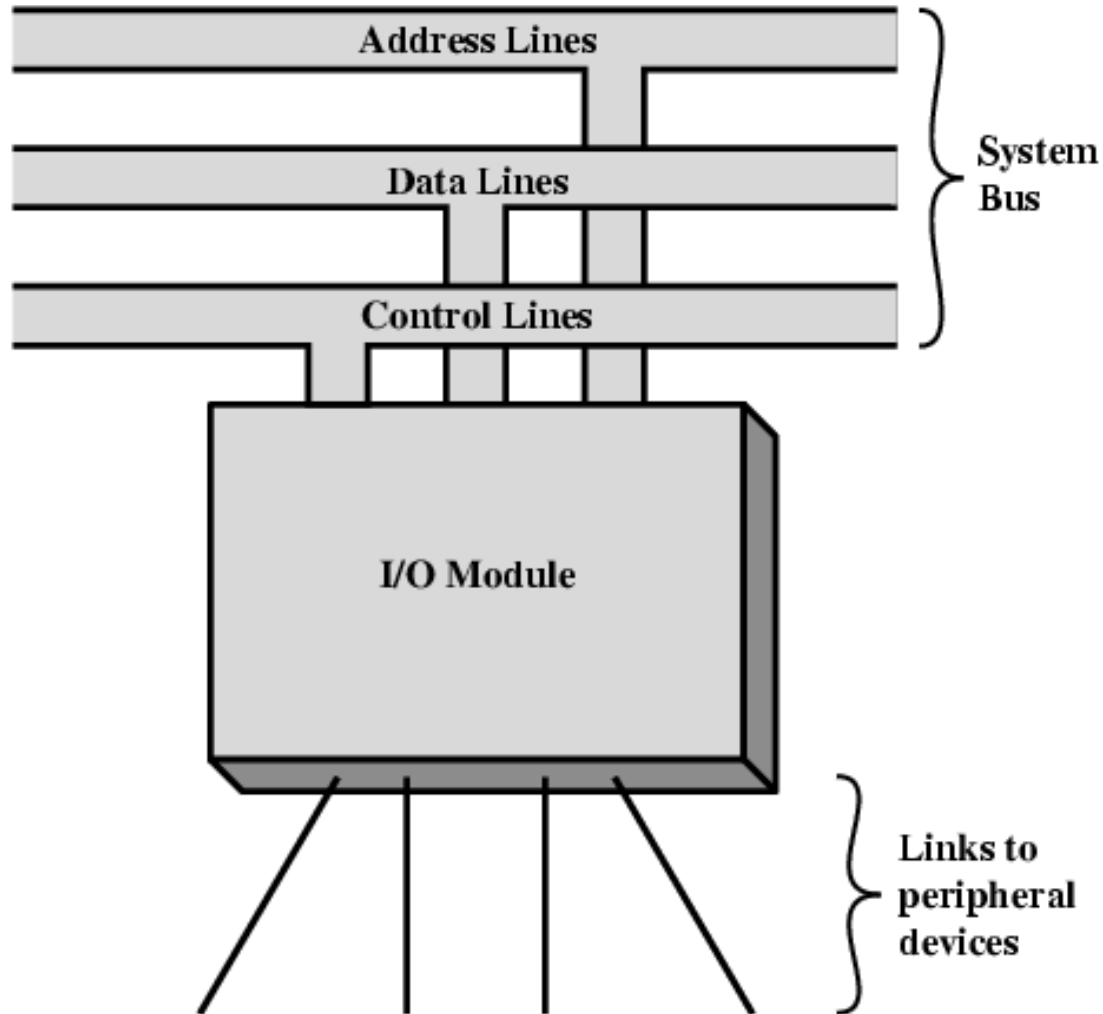 Address Lines
Data Lines
Control Lines
System
Bus
I/O Module
Links to
peripheral
devices